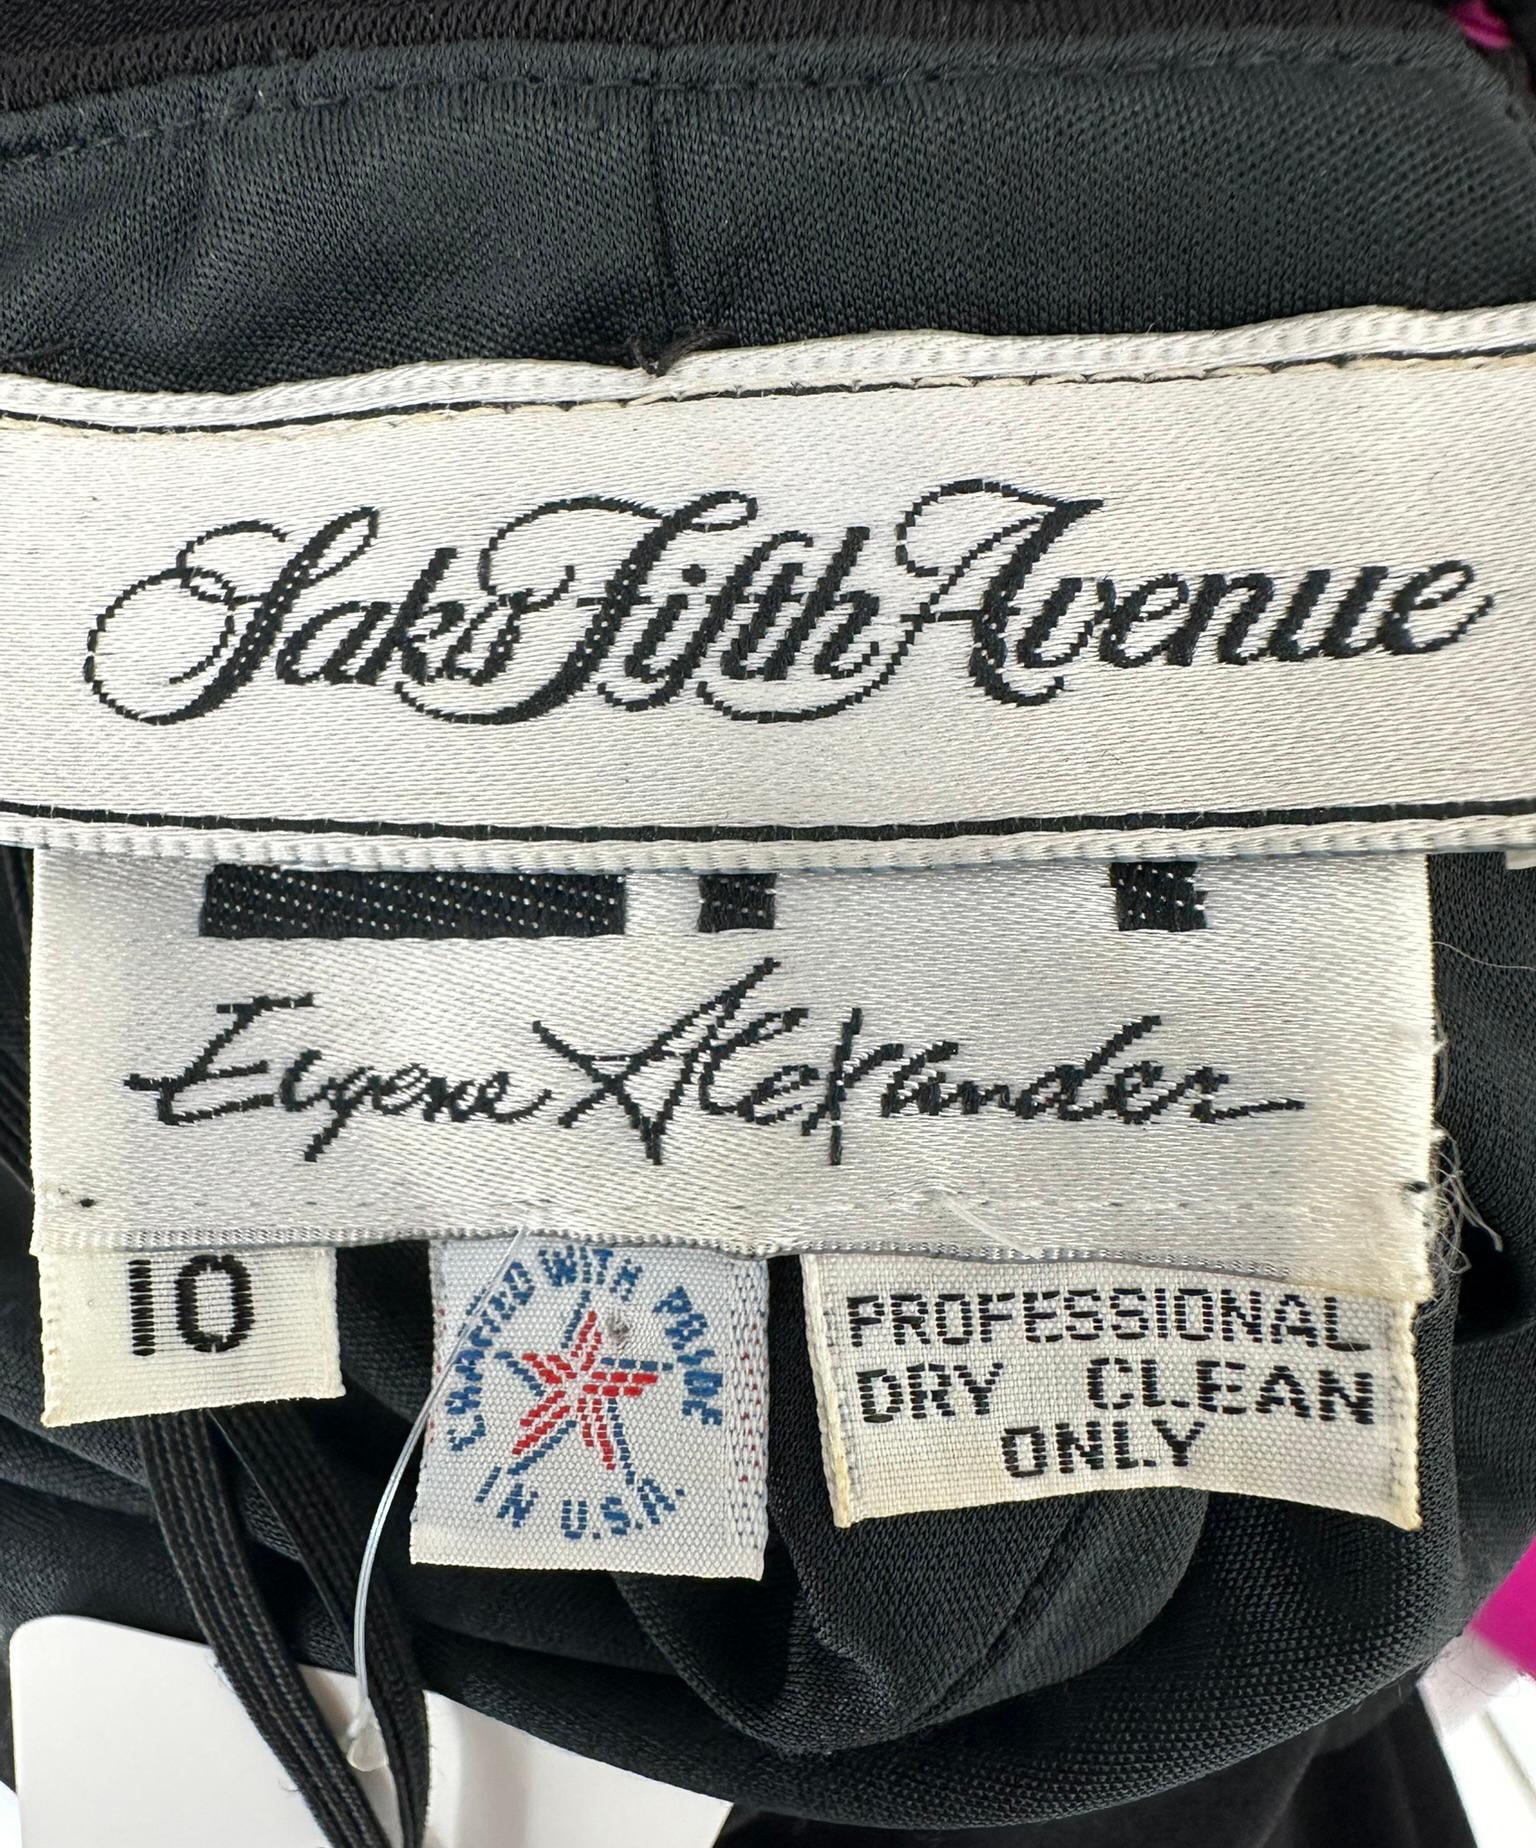 Saks Fifth Avenue
Eugene Alexander
10
CRAFTED WITH PRIDE
IN U.S.A.
PROFESSIONAL
DRY CLEAN
ONLY